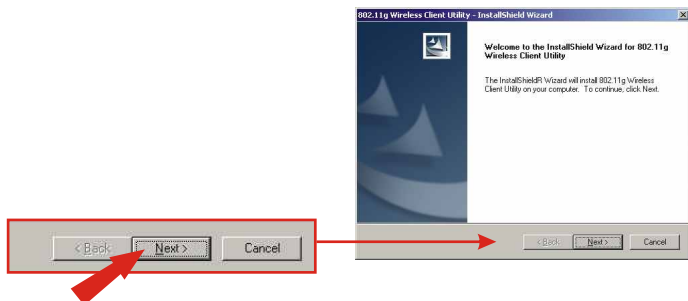 802.11g Wireless Client Utility - InstallShield Wizard
Welcome to the InstallShield Wizard for 802.11g
Wireless Client Utility
The InstallShieldR Wizard will install 802.11g Wireless
Client Utility on your computer. To continue, click Next.
< Back Next > Cancel
< Back Next > Cancel